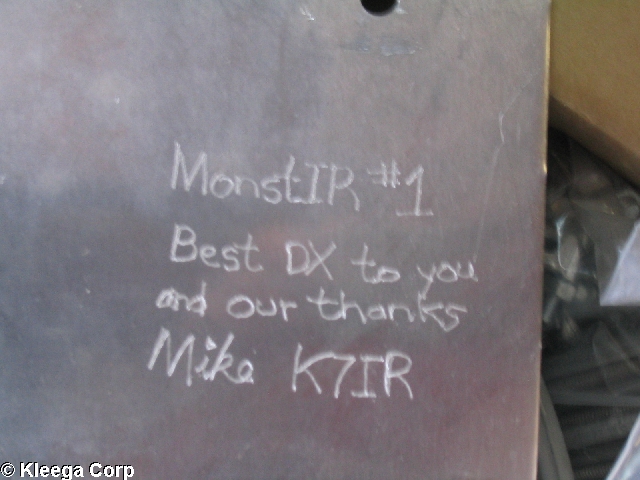 MonstIR #1
Best DX to you
and our thanks
Mike K7IR
© Kleega Corp